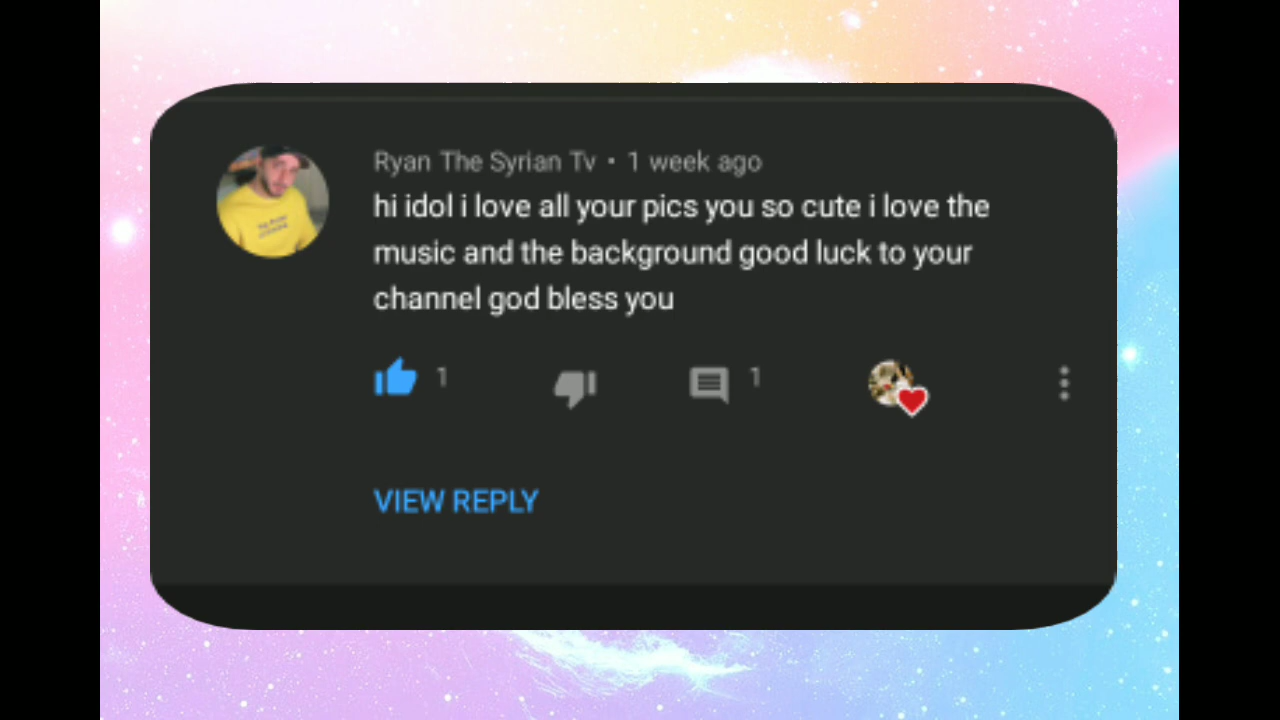 Ryan The Syrian Tv • 1 week ago
hi idol i love all your pics you so cute i love the
music and the background good luck to your
channel god bless you
1 1
VIEW REPLY